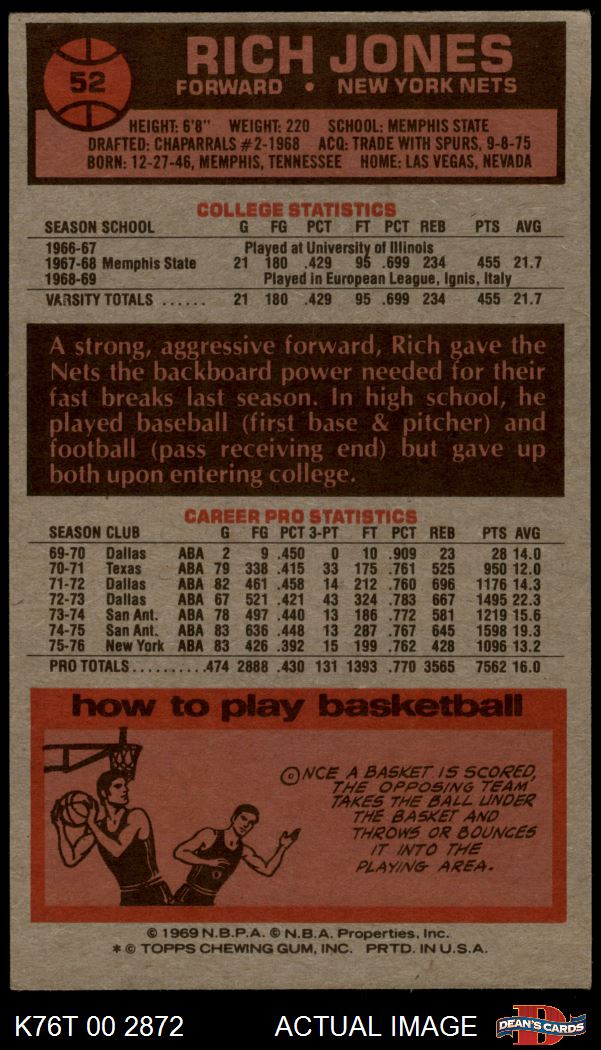 52
RICH JONES
FORWARD • NEW YORK NETS
HEIGHT: 6'8" WEIGHT: 220 SCHOOL: MEMPHIS STATE
DRAFTED: CHAPARRALS #2-1968 ACQ: TRADE WITH SPURS, 9-8-75
BORN: 12-27-46, MEMPHIS, TENNESSEE HOME: LAS VEGAS, NEVADA
COLLEGE STATISTICS
SEASON SCHOOL G FG PCT FT PCT REB PTS AVG
1966-67 Played at University of Illinois
1967-68 Memphis State 21 180 .429 95 .699 234 455 21.7
1968-69 Played in European League, Ignis, Italy
VARSITY TOTALS ...... 21 180 .429 95 .699 234 455 21.7
A strong, aggressive forward, Rich gave the
Nets the backboard power needed for their
fast breaks last season. In high school, he
played baseball (first base & pitcher) and
football (pass receiving end) but gave up
both upon entering college.
CAREER PRO STATISTICS
SEASON CLUB G FG PCT 3-PT FT PCT REB PTS AVG
69-70 Dallas ABA 2 9 .450 0 10 .909 23 28 14.0
70-71 Texas ABA 79 338 .415 33 175 .761 525 950 12.0
71-72 Dallas ABA 82 461 .458 14 212 .760 696 1176 14.3
72-73 Dallas ABA 67 521 .421 43 324 .783 667 1495 22.3
73-74 San Ant. ABA 78 497 .440 13 186 .772 581 1219 15.6
74-75 San Ant. ABA 83 636 .448 13 287 .767 645 1598 19.3
75-76 New York ABA 83 426 .392 15 199 .762 428 1096 13.2
PRO TOTALS.......... .474 2888 .430 131 1393 .770 3565 7562 16.0
how to play basketball
ONCE A BASKET IS SCORED,
THE OPPOSING TEAM
TAKES THE BALL UNDER
THE BASKET AND
THROWS OR BOUNCES
IT INTO THE
PLAYING AREA.
© 1969 N.B.P.A. © N.B.A. Properties, Inc.
* © TOPPS CHEWING GUM, INC. PRTD. IN U.S.A.
K76T 00 2872 ACTUAL IMAGE
D
DEAN'S CARDS